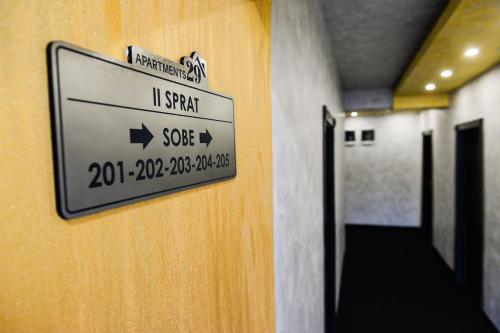 APARTMENTS 29
II SPRAT
SOBE
201-202-203-204-205